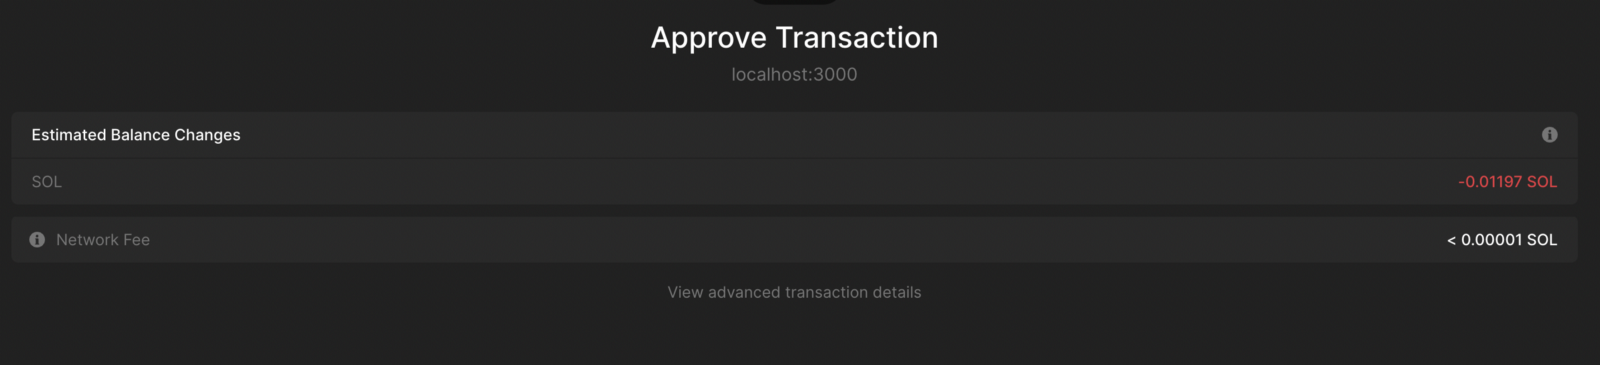 Approve Transaction
localhost:3000
Estimated Balance Changes
SOL -0.01197 SOL
Network Fee < 0.00001 SOL
View advanced transaction details